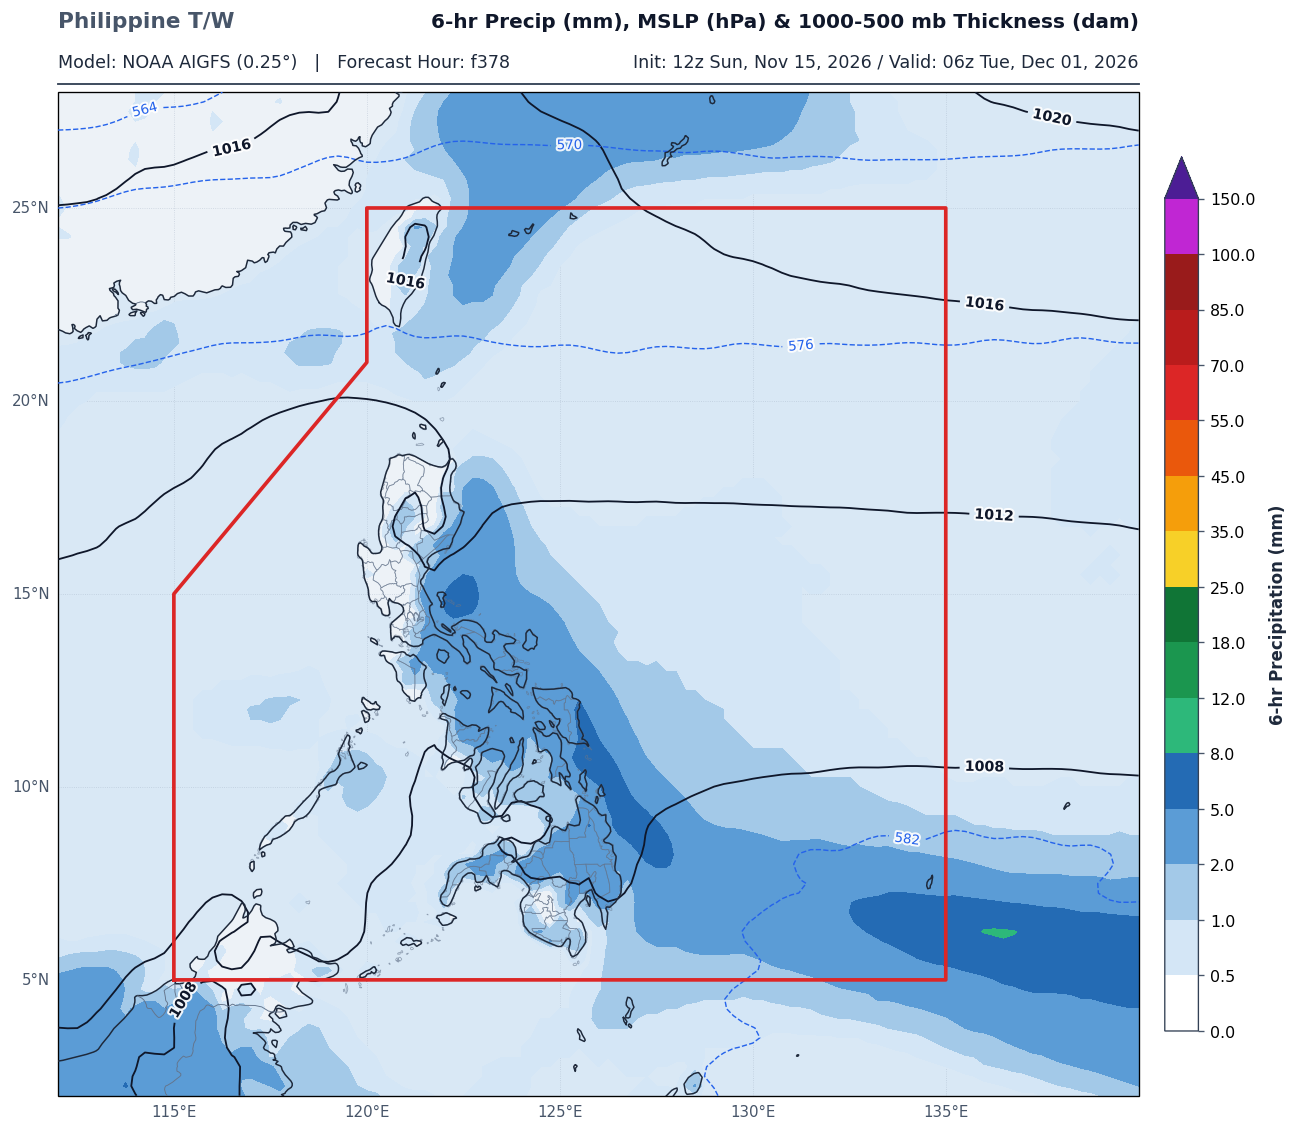 Philippine T/W
6-hr Precip (mm), MSLP (hPa) & 1000-500 mb Thickness (dam)
Model: NOAA AIGFS (0.25°) | Forecast Hour: f378
Init: 12z Sun, Nov 15, 2026 / Valid: 06z Tue, Dec 01, 2026
564
1016
570
1020
1016
1016
576
1012
1008
582
1008
25°N
20°N
15°N
10°N
5°N
115°E
120°E
125°E
130°E
135°E
150.0
100.0
85.0
70.0
55.0
45.0
35.0
25.0
18.0
12.0
8.0
5.0
2.0
1.0
0.5
0.0
6-hr Precipitation (mm)